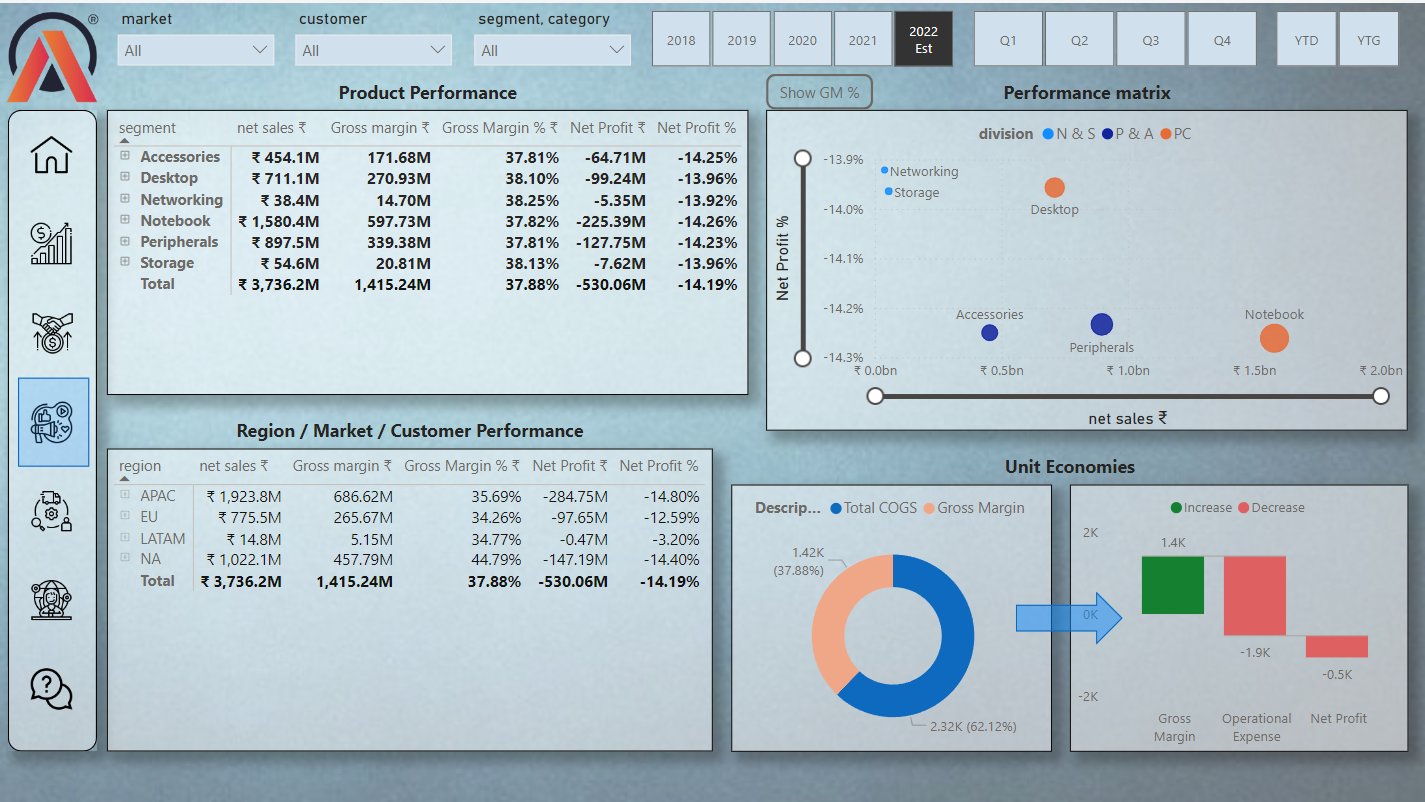 ® market customer segment, category
All All All
2018 2019 2020 2021 2022 Est Q1 Q2 Q3 Q4 YTD YTG
Product Performance
segment net sales ₹ Gross margin ₹ Gross Margin % ₹ Net Profit ₹ Net Profit %
Accessories ₹ 454.1M 171.68M 37.81% -64.71M -14.25%
Desktop ₹ 711.1M 270.93M 38.10% -99.24M -13.96%
Networking ₹ 38.4M 14.70M 38.25% -5.35M -13.92%
Notebook ₹ 1,580.4M 597.73M 37.82% -225.39M -14.26%
Peripherals ₹ 897.5M 339.38M 37.81% -127.75M -14.23%
Storage ₹ 54.6M 20.81M 38.13% -7.62M -13.96%
Total ₹ 3,736.2M 1,415.24M 37.88% -530.06M -14.19%
Show GM %
Performance matrix
division N & S P & A PC
Net Profit %
-13.9%
-14.0%
-14.1%
-14.2%
-14.3%
Networking
Storage
Desktop
Accessories
Peripherals
Notebook
₹ 0.0bn ₹ 0.5bn ₹ 1.0bn ₹ 1.5bn ₹ 2.0bn
net sales ₹
Region / Market / Customer Performance
region net sales ₹ Gross margin ₹ Gross Margin % ₹ Net Profit ₹ Net Profit %
APAC ₹ 1,923.8M 686.62M 35.69% -284.75M -14.80%
EU ₹ 775.5M 265.67M 34.26% -97.65M -12.59%
LATAM ₹ 14.8M 5.15M 34.77% -0.47M -3.20%
NA ₹ 1,022.1M 457.79M 44.79% -147.19M -14.40%
Total ₹ 3,736.2M 1,415.24M 37.88% -530.06M -14.19%
Unit Economies
Descrip... Total COGS Gross Margin
1.42K
(37.88%)
2.32K (62.12%)
Increase Decrease
2K
0K
-2K
1.4K
-1.9K
-0.5K
Gross Margin
Operational Expense
Net Profit